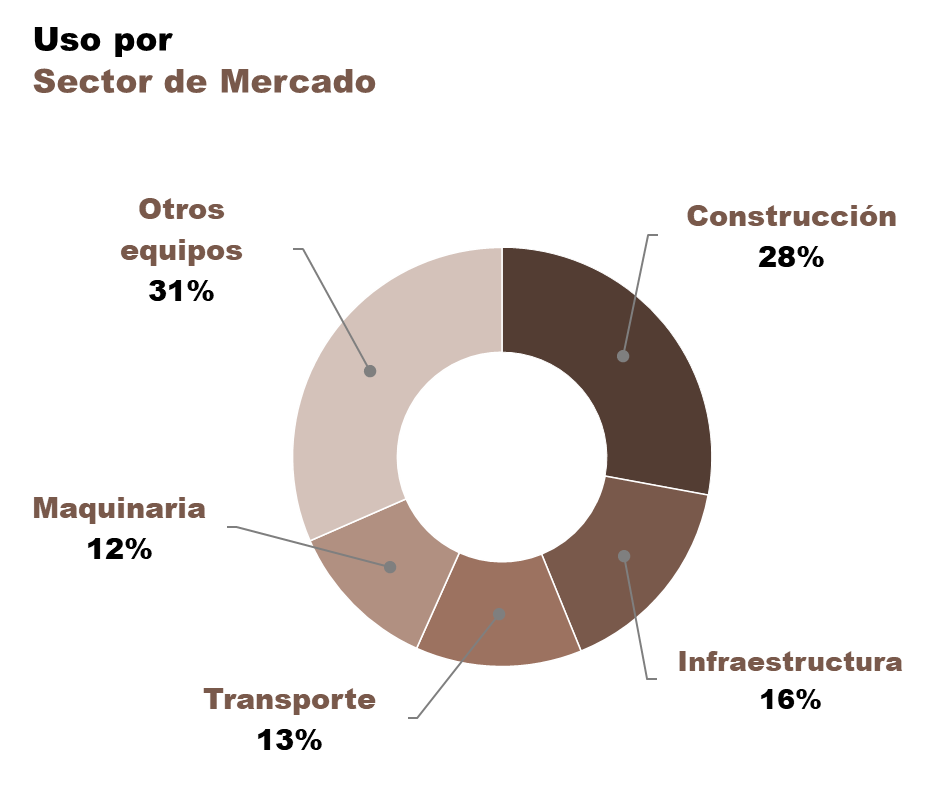 Uso por
Sector de Mercado
Otros
equipos
31%
Construcción
28%
Maquinaria
12%
Infraestructura
16%
Transporte
13%